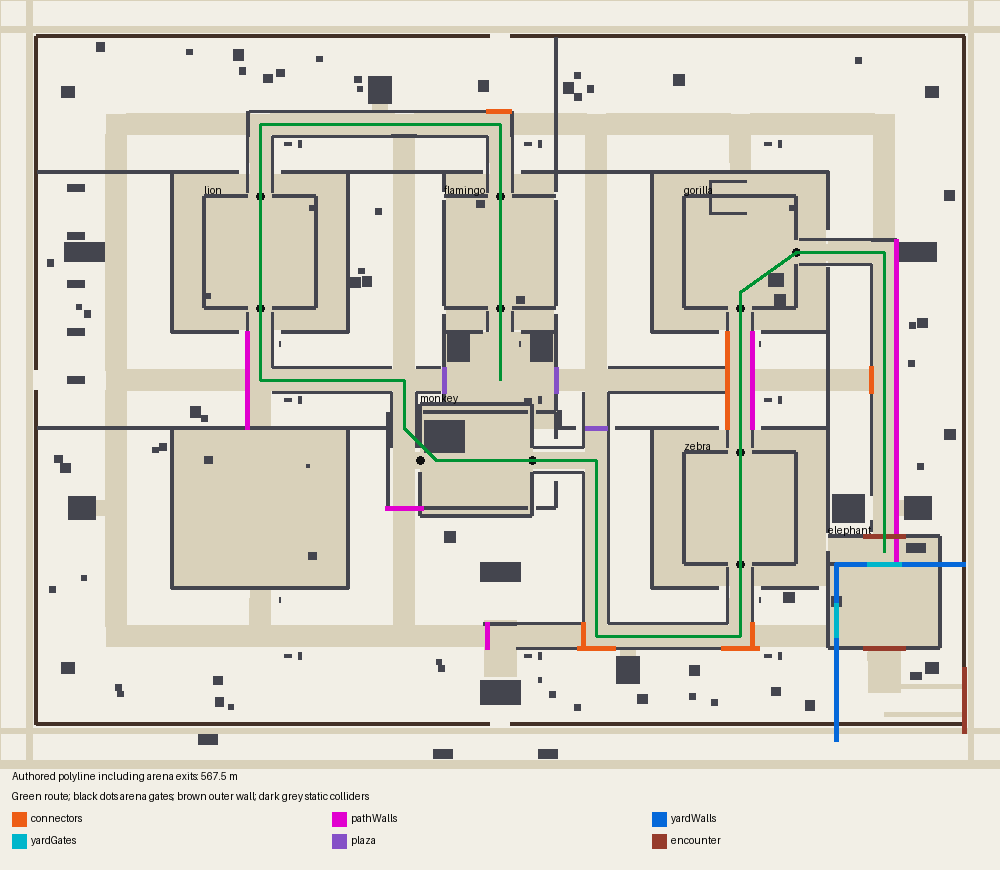 lion
flamingo
gorilla
monkey
zebra
elephant
Authored polyline including arena exits: 567.5 m
Green route; black dots arena gates; brown outer wall; dark grey static colliders
connectors
pathWalls
yardWalls
yardGates
plaza
encounter